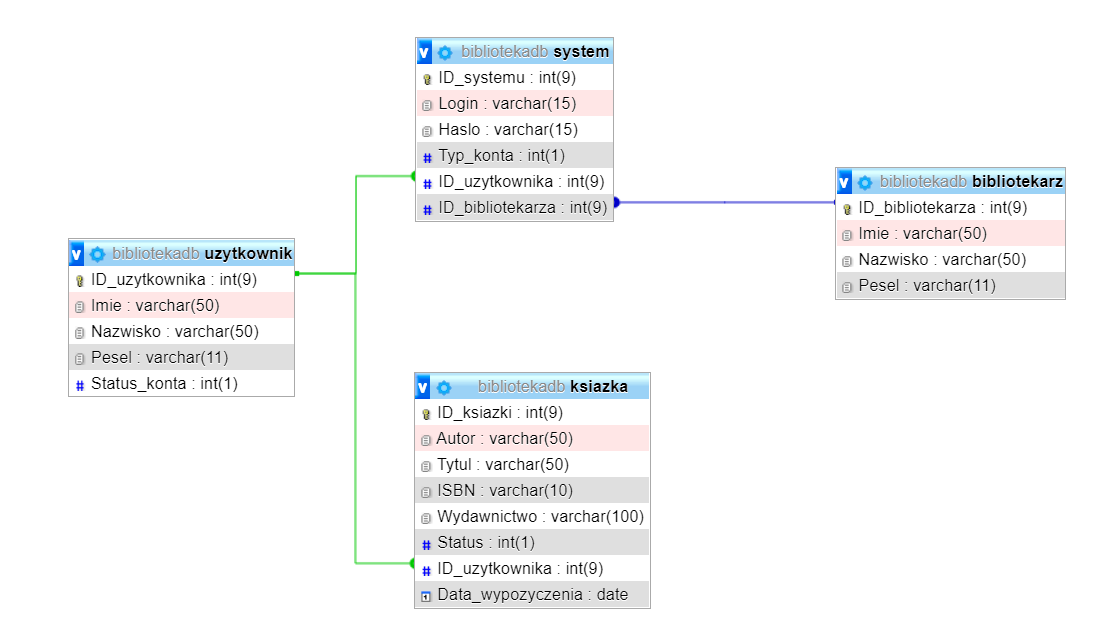 v bibliotekadb system
ID_systemu : int(9)
Login : varchar(15)
Haslo : varchar(15)
# Typ_konta : int(1)
# ID_uzytkownika : int(9)
# ID_bibliotekarza : int(9)
v bibliotekadb bibliotekarz
ID_bibliotekarza : int(9)
Imie : varchar(50)
Nazwisko : varchar(50)
Pesel : varchar(11)
v bibliotekadb uzytkownik
ID_uzytkownika : int(9)
Imie : varchar(50)
Nazwisko : varchar(50)
Pesel : varchar(11)
# Status_konta : int(1)
v bibliotekadb ksiazka
ID_ksiazki : int(9)
Autor : varchar(50)
Tytul : varchar(50)
ISBN : varchar(10)
Wydawnictwo : varchar(100)
# Status : int(1)
# ID_uzytkownika : int(9)
Data_wypozyczenia : date